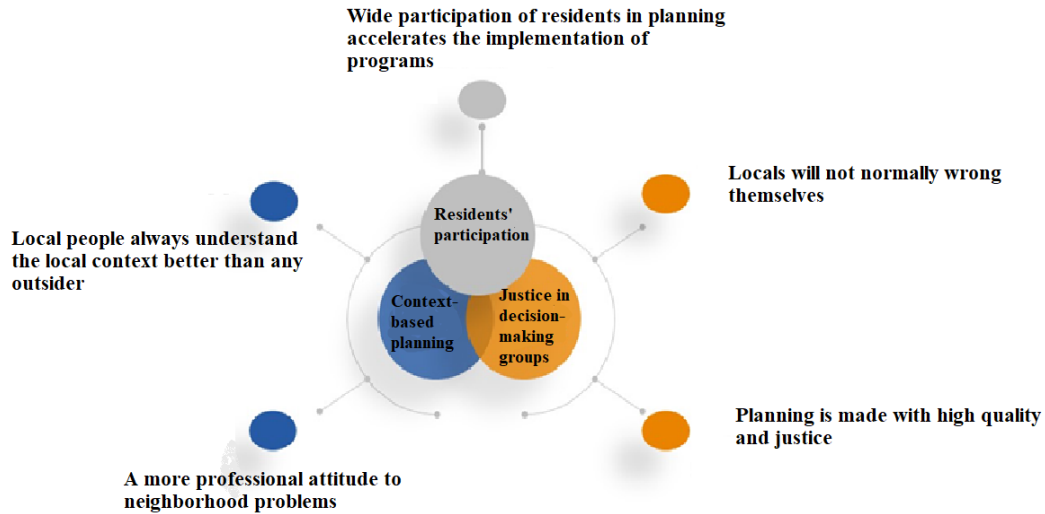 Wide participation of residents in planning
accelerates the implementation of
programs
Locals will not normally wrong
themselves
Residents'
participation
Local people always understand
the local context better than any
outsider
Context-
based
planning
Justice in
decision-
making
groups
Planning is made with high quality
and justice
A more professional attitude to
neighborhood problems